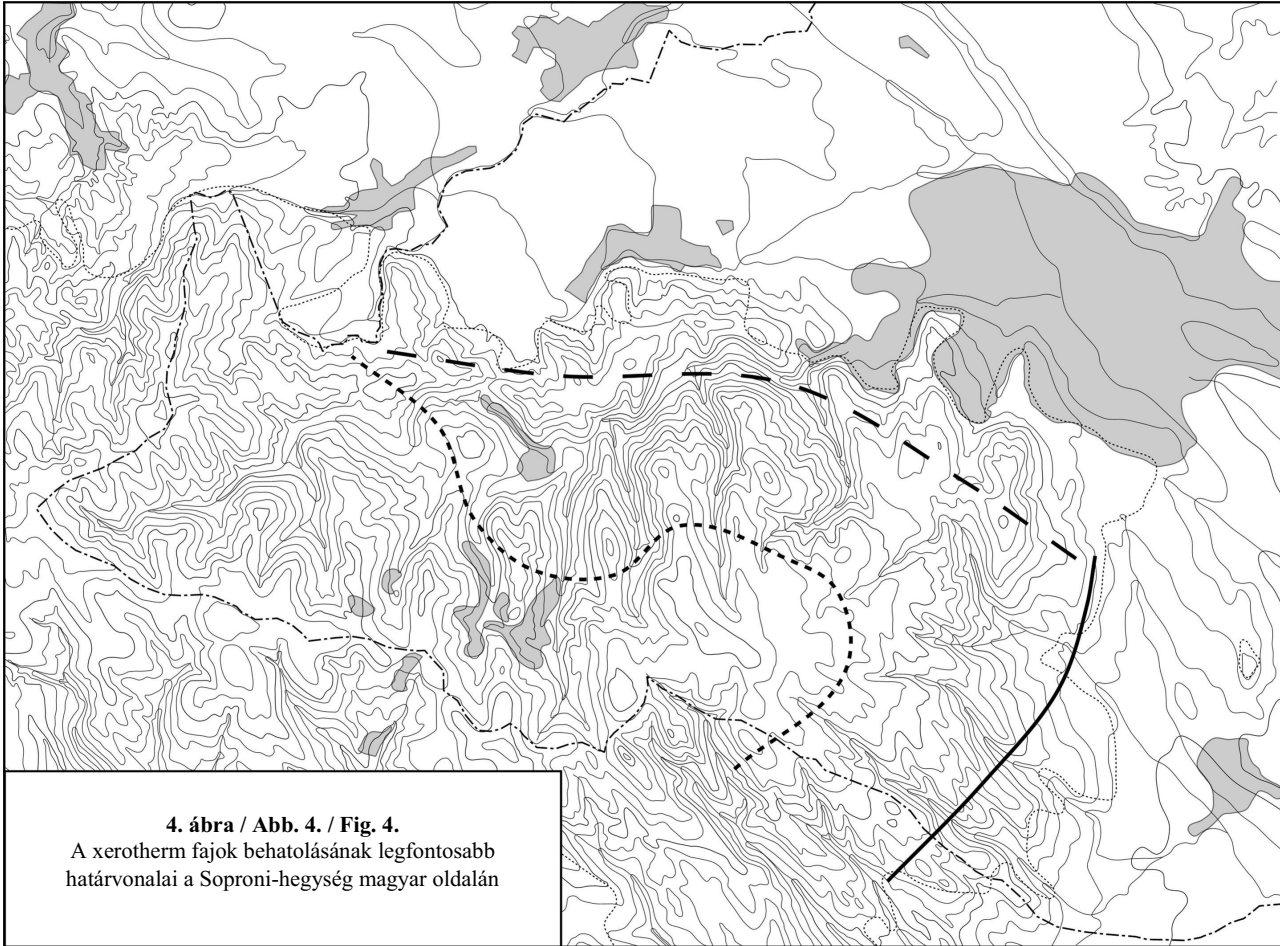 4. ábra / Abb. 4. / Fig. 4.
A xerotherm fajok behatolásának legfontosabb
határvonalai a Soproni-hegység magyar oldalán